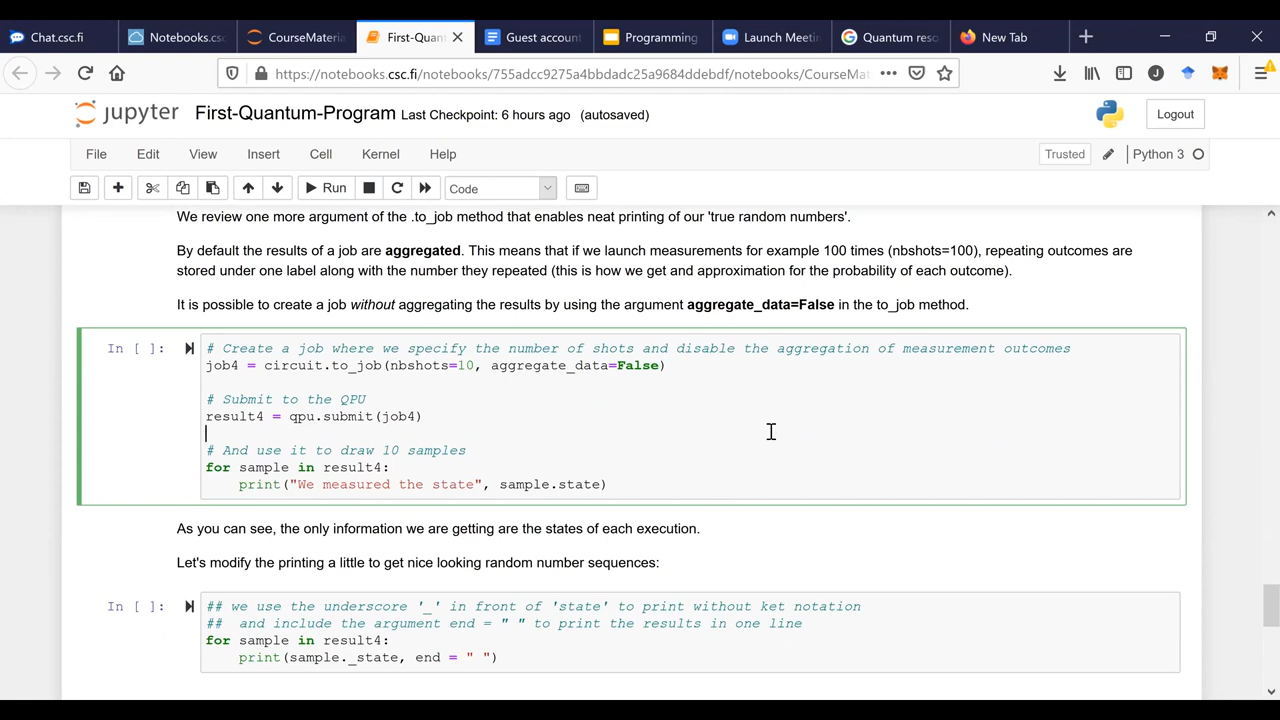 Chat.csc.fi
Notebooks.csc
CourseMateria
First-Quan
Guest account
Programming
Launch Meetin
Quantum reso
New Tab
https://notebooks.csc.fi/notebooks/755adcc9275a4bbdadc25a9684ddebdf/notebooks/CourseMat
J
jupyter First-Quantum-Program Last Checkpoint: 6 hours ago (autosaved)
Logout
File Edit View Insert Cell Kernel Help
Trusted Python 3
Run Code
We review one more argument of the .to_job method that enables neat printing of our 'true random numbers'.
By default the results of a job are aggregated. This means that if we launch measurements for example 100 times (nbshots=100), repeating outcomes are
stored under one label along with the number they repeated (this is how we get and approximation for the probability of each outcome).
It is possible to create a job without aggregating the results by using the argument aggregate_data=False in the to_job method.
In [ ]:
# Create a job where we specify the number of shots and disable the aggregation of measurement outcomes
job4 = circuit.to_job(nbshots=10, aggregate_data=False)
# Submit to the QPU
result4 = qpu.submit(job4)
# And use it to draw 10 samples
for sample in result4:
print("We measured the state", sample.state)
As you can see, the only information we are getting are the states of each execution.
Let's modify the printing a little to get nice looking random number sequences:
In [ ]:
## we use the underscore '_' in front of 'state' to print without ket notation
## and include the argument end = " " to print the results in one line
for sample in result4:
print(sample._state, end = " ")